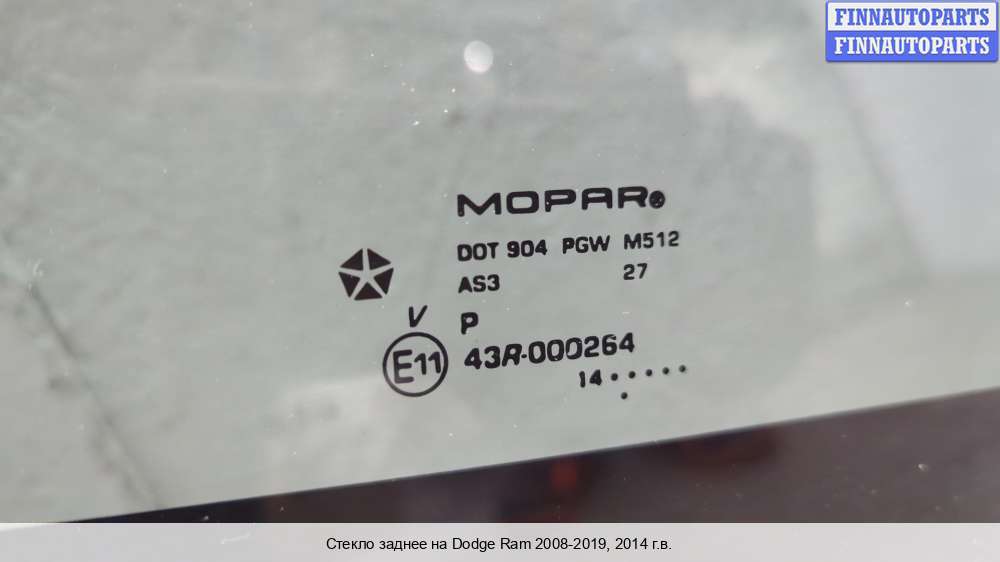 FINNAUTOPARTS
FINNAUTOPARTS
MOPAR
DOT 904 PGW M512
AS3 27
V P
E11 43R-000264
14 • • • • •
•
Стекло заднее на Dodge Ram 2008-2019, 2014 г.в.